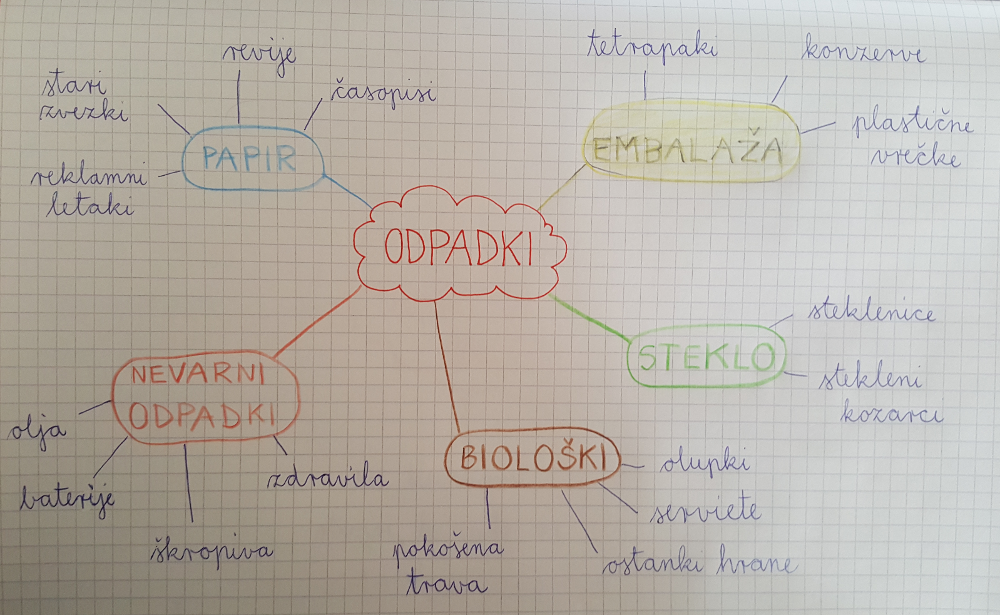 ODPADKI
PAPIR
stari
zvezki
revije
časopisi
reklamni
letaki
EMBALAŽA
tetrapaki
konzerve
plastične
vrečke
STEKLO
steklenice
stekleni
kozarci
BIOLOŠKI
olupki
serviete
ostanki hrane
pokošena
trava
NEVARNI
ODPADKI
olja
baterije
škropiva
zdravila